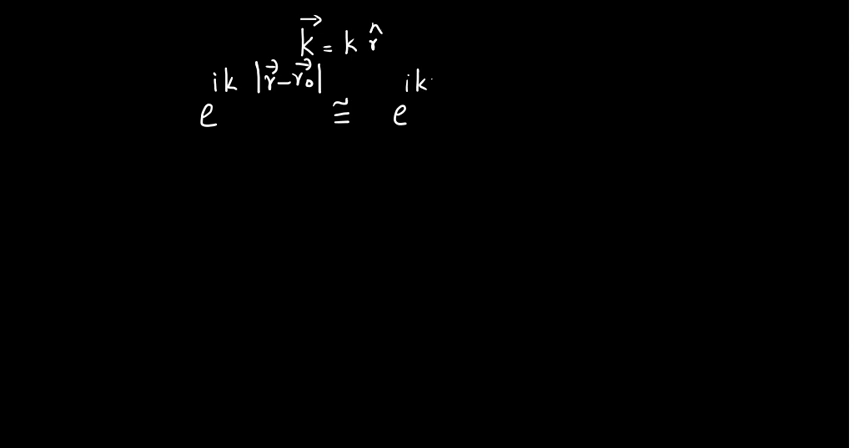 k⃗ = k r̂
e^{ik |r⃗ – r⃗₀|} ≅ e^{ik}